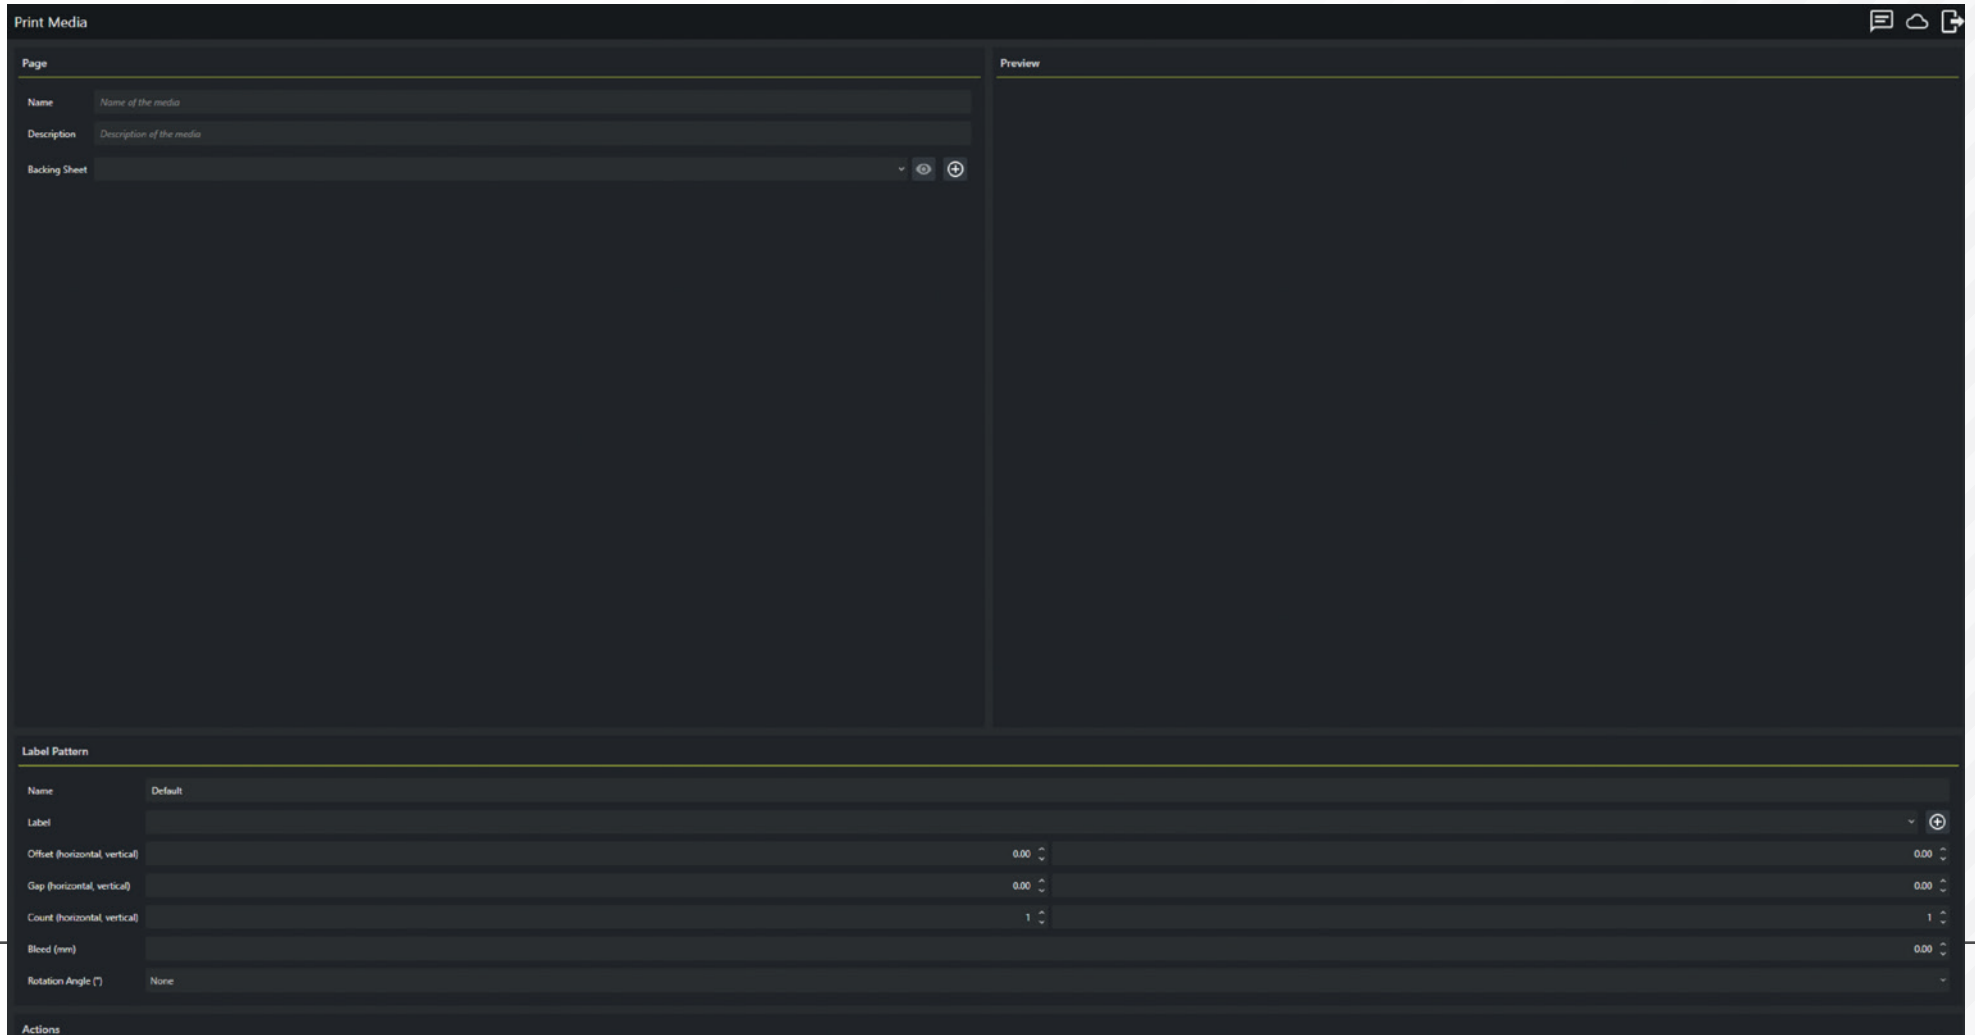 Print Media
Page
Name Name of the media
Description Description of the media
Backing Sheet
Preview
Label Pattern
Name Default
Label
Offset (horizontal, vertical) 0.00 0.00
Gap (horizontal, vertical) 0.00 0.00
Count (horizontal, vertical) 1 1
Bleed (mm) 0.00
Rotation Angle (°) None
Actions